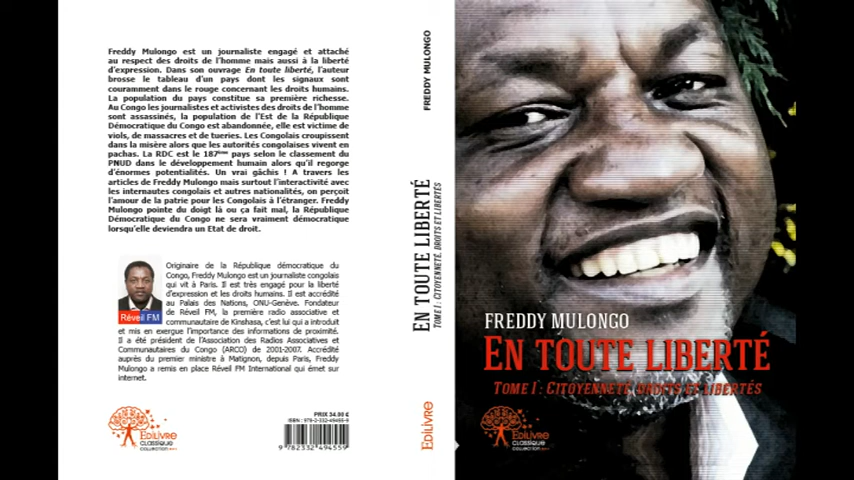 Freddy Mulongo est un journaliste engagé et attaché
au respect des droits de l'homme mais aussi à la liberté
d'expression. Dans son ouvrage En toute liberté, l'auteur
brosse le tableau d'un pays dont les signaux sont
couramment dans le rouge concernant les droits humains.
La population du pays constitue sa première richesse.
Au Congo les journalistes et activistes des droits de l'homme
sont assassinés, la population de l'Est de la République
Démocratique du Congo est abandonnée, elle est victime de
viols, de massacres et de tueries. Les Congolais croupissent
dans la misère alors que les autorités congolaises vivent en
pachas. La RDC est le 187ème pays selon le classement du
PNUD dans le développement humain alors qu'il regorge
d'énormes potentialités. Un vrai gâchis ! A travers les
articles de Freddy Mulongo mais surtout l'interactivité avec
les internautes congolais et autres nationalités, on perçoit
l'amour de la patrie pour les Congolais à l'étranger. Freddy
Mulongo pointe du doigt là ou ça fait mal, la République
Démocratique du Congo ne sera vraiment démocratique
lorsqu'elle deviendra un Etat de droit.
Originaire de la République démocratique du
Congo, Freddy Mulongo est un journaliste congolais
qui vit à Paris. Il est très engagé pour la liberté
d'expression et les droits humains. Il est accrédité
au Palais des Nations, ONU-Genève. Fondateur
de Réveil FM, la première radio associative et
communautaire de Kinshasa, c'est lui qui a introduit
et mis en exergue l'importance des informations de proximité.
Il a été président de l'Association des Radios Associatives et
Communautaires du Congo (ARCO) de 2001-2007. Accrédité
auprès du premier ministre à Matignon, depuis Paris, Freddy
Mulongo a remis en place Réveil FM International qui émet sur
internet.
Réveil FM
EDILIVRE
CLASSIQUE
COLLECTION
PRIX 34.00 €
ISBN : 978-2-332-49455-9
9 782332 494559
FREDDY MULONGO
EN TOUTE LIBERTÉ
TOME I : CITOYENNETÉ, DROITS ET LIBERTÉS
EDILIVRE
FREDDY MULONGO
EN TOUTE LIBERTÉ
TOME I : CITOYENNETÉ, DROITS ET LIBERTÉS
EDILIVRE
CLASSIQUE
COLLECTION